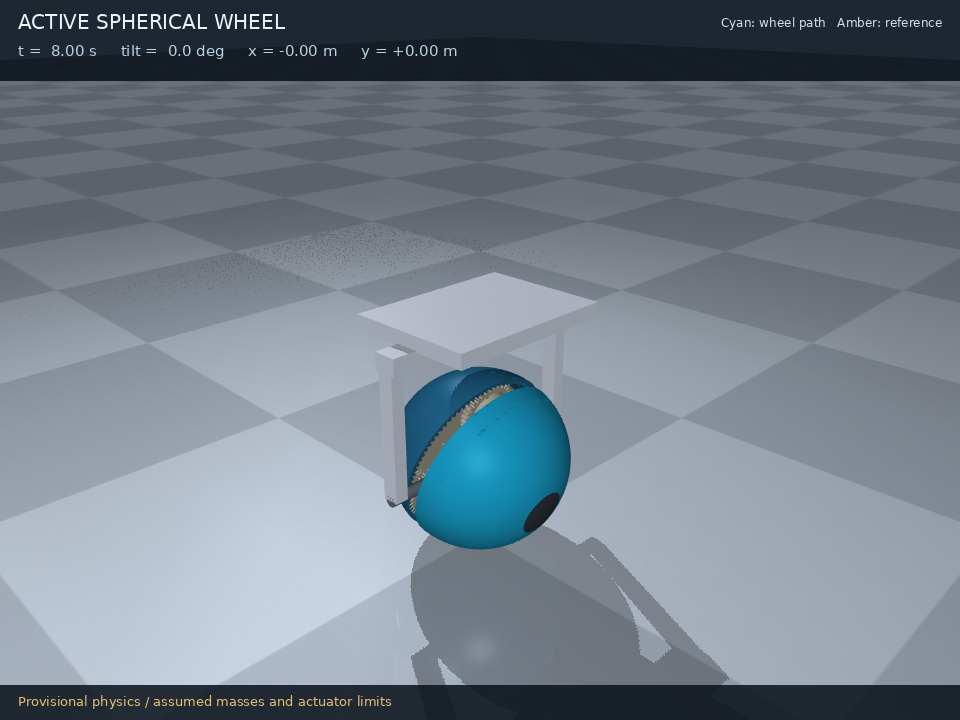 ACTIVE SPHERICAL WHEEL
Cyan: wheel path   Amber: reference
t =  8.00 s     tilt =  0.0 deg     x = -0.00 m     y = +0.00 m
Provisional physics / assumed masses and actuator limits